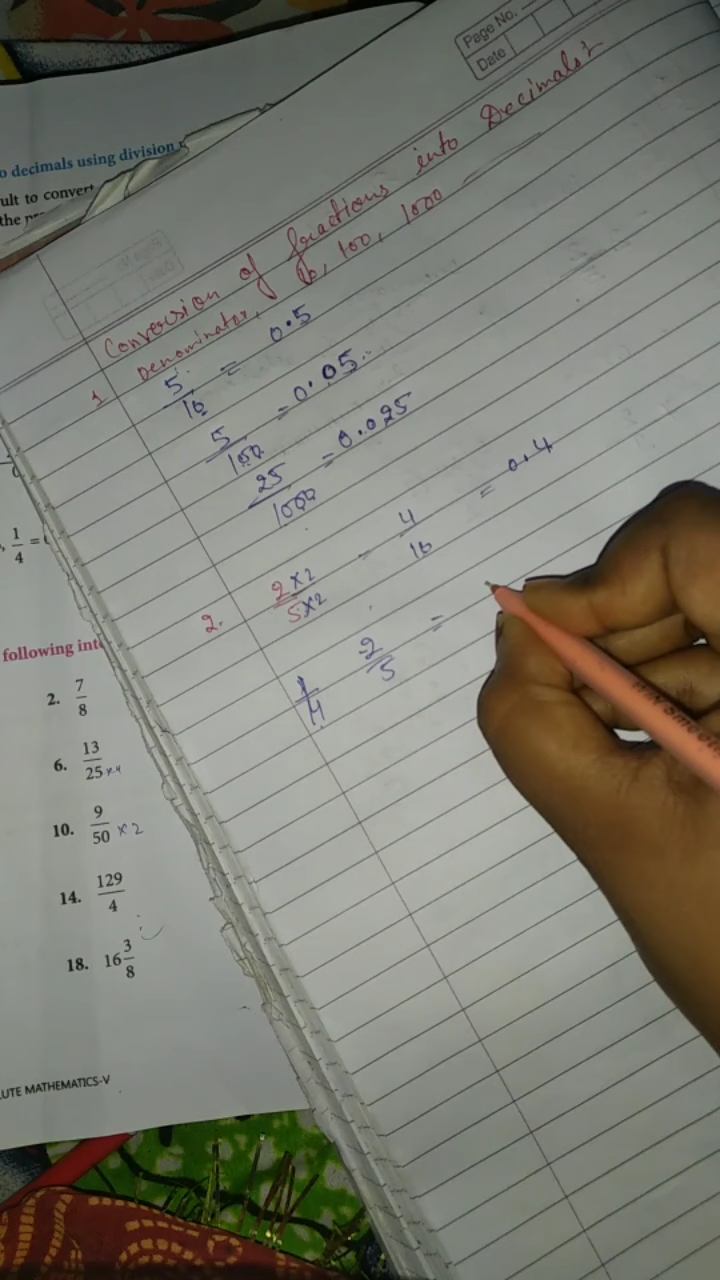 Page No.
Date
o decimals using division
ult to convert
the
Conversion of fractions into Decimals
Denominator, 10, 100, 1000
1 5/10 = 0.5
5/100 = 0.05
25/1000 = 0.025
2. 2×2/5×2 = 4/10 = 0.4
1/4 2/5 =
, 1/4 =
following int
2. 7/8
6. 13/25 ×4
10. 9/50 ×2
14. 129/4
18. 16 3/8
LUTE MATHEMATICS-V